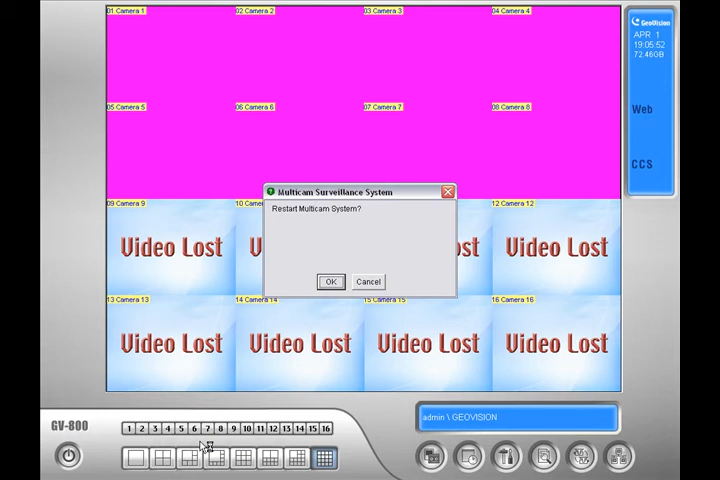 01 Camera 1
02 Camera 2
03 Camera 3
04 Camera 4
GeoVision
APR 1
19:05:52
72.46GB
05 Camera 5
06 Camera 6
07 Camera 7
08 Camera 8
Web
CCS
Multicam Surveillance System
Restart Multicam System?
OK
Cancel
09 Camera 9
12 Camera 12
Video Lost
Video Lost
13 Camera 13
14 Camera 14
15 Camera 15
16 Camera 16
Video Lost
Video Lost
Video Lost
Video Lost
GV-800
1 2 3 4 5 6 7 8 9 10 11 12 13 14 15 16
admin \ GEOVISION